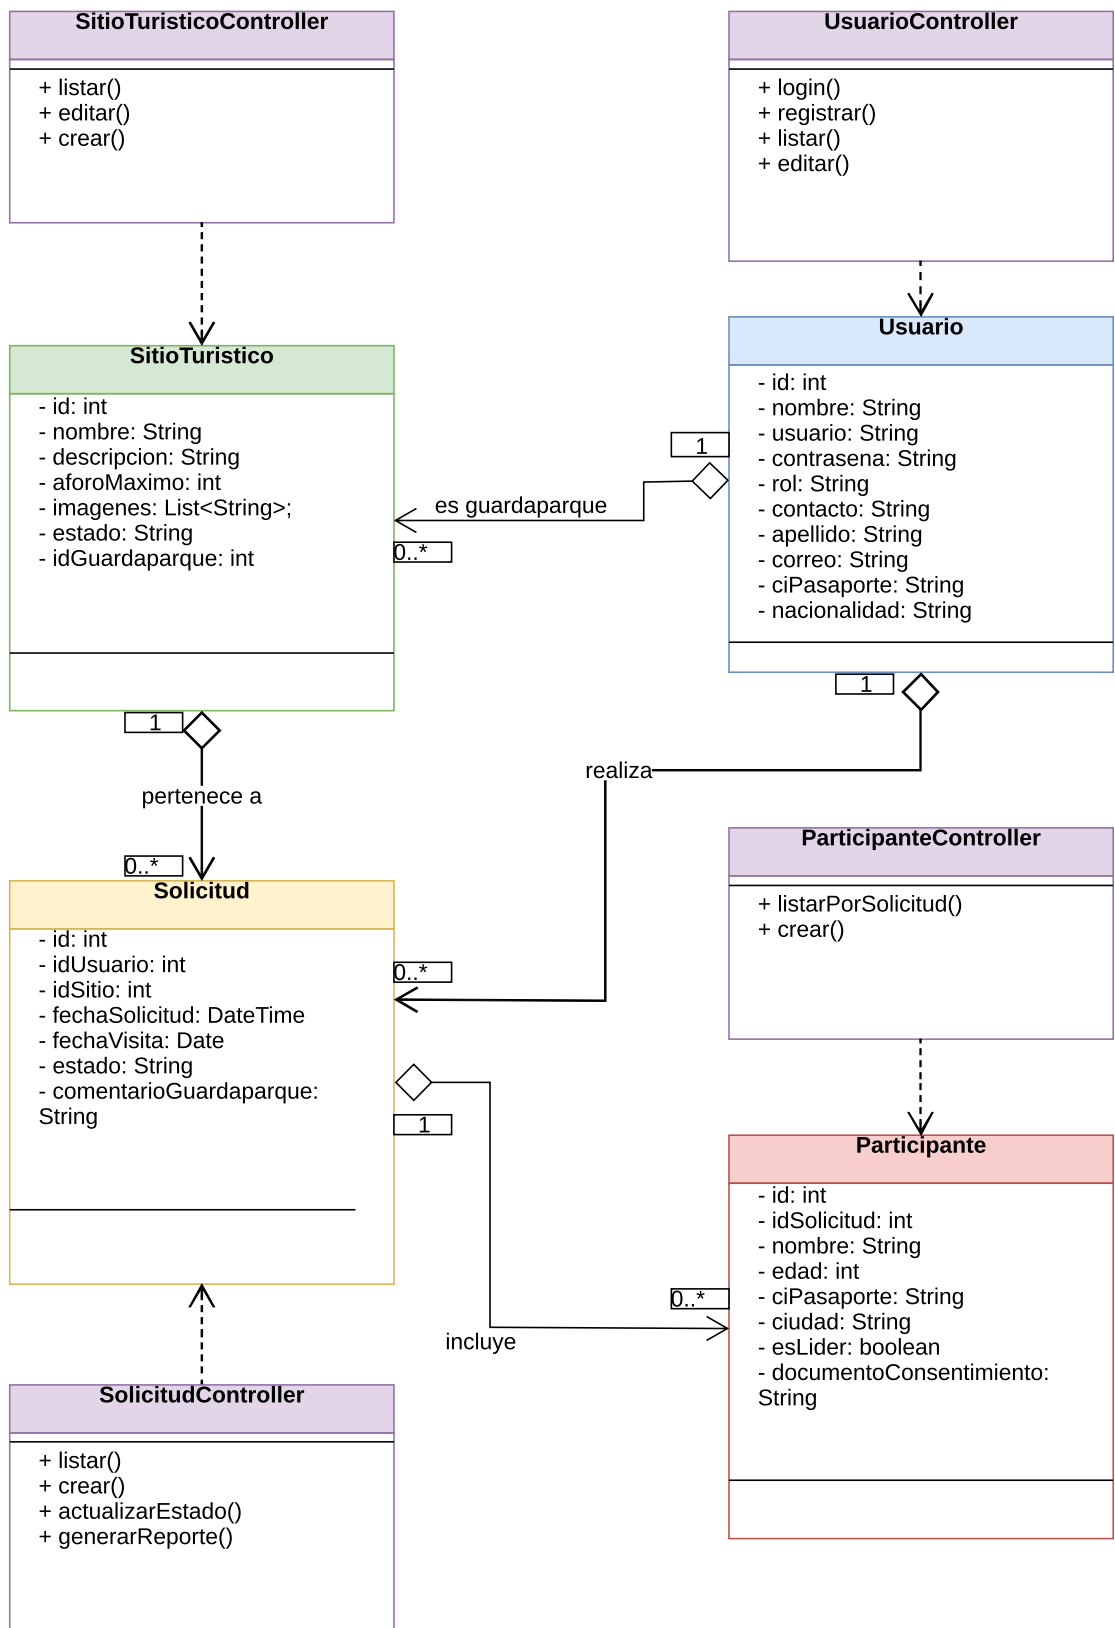 SitioTuristicoController
+ listar()
+ editar()
+ crear()
UsuarioController
+ login()
+ registrar()
+ listar()
+ editar()
SitioTuristico
- id: int
- nombre: String
- descripcion: String
- aforoMaximo: int
- imagenes: List<String>;
- estado: String
- idGuardaparque: int
es guardaparque
1
0..*
Usuario
- id: int
- nombre: String
- usuario: String
- contrasena: String
- rol: String
- contacto: String
- apellido: String
- correo: String
- ciPasaporte: String
- nacionalidad: String
1
pertenece a
0..*
1
realiza
0..*
Solicitud
- id: int
- idUsuario: int
- idSitio: int
- fechaSolicitud: DateTime
- fechaVisita: Date
- estado: String
- comentarioGuardaparque:
String
ParticipanteController
+ listarPorSolicitud()
+ crear()
1
incluye
0..*
Participante
- id: int
- idSolicitud: int
- nombre: String
- edad: int
- ciPasaporte: String
- ciudad: String
- esLider: boolean
- documentoConsentimiento:
String
SolicitudController
+ listar()
+ crear()
+ actualizarEstado()
+ generarReporte()